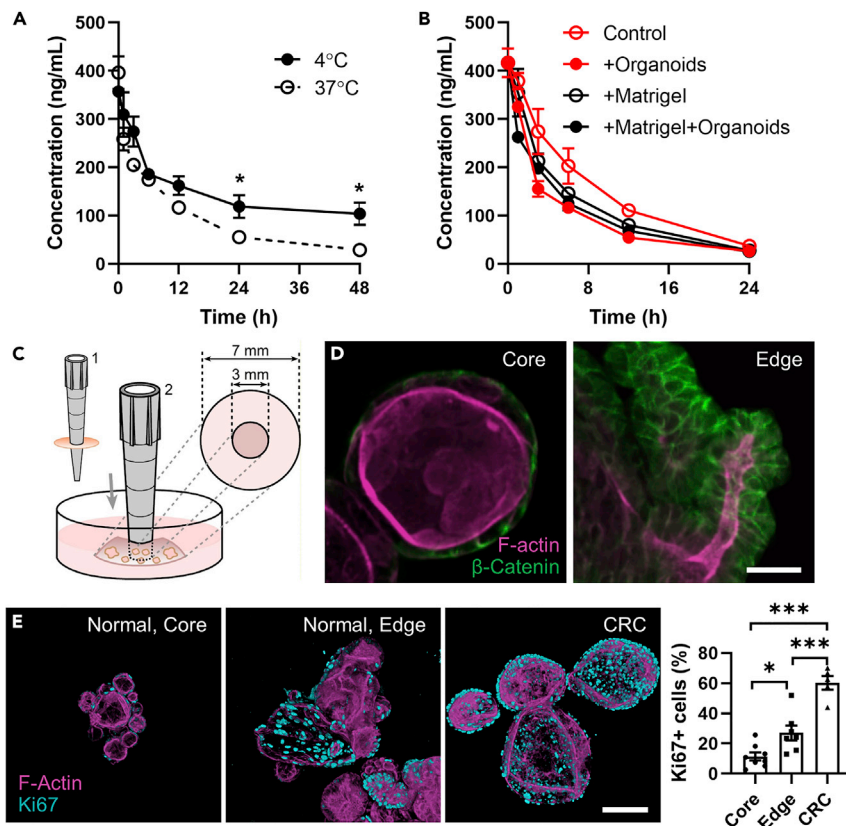 A
500
400
300
200
100
0
Concentration (ng/mL)
4°C
37°C
*
*
0 12 24 36 48
Time (h)
B
500
400
300
200
100
0
Concentration (ng/mL)
Control
+Organoids
+Matrigel
+Matrigel+Organoids
0 8 16 24
Time (h)
C
1
2
7 mm
3 mm
D
Core
F-actin
β-Catenin
Edge
E
Normal, Core
F-Actin
Ki67
Normal, Edge
CRC
***
***
*
80
60
40
20
0
Ki67+ cells (%)
Core
Edge
CRC